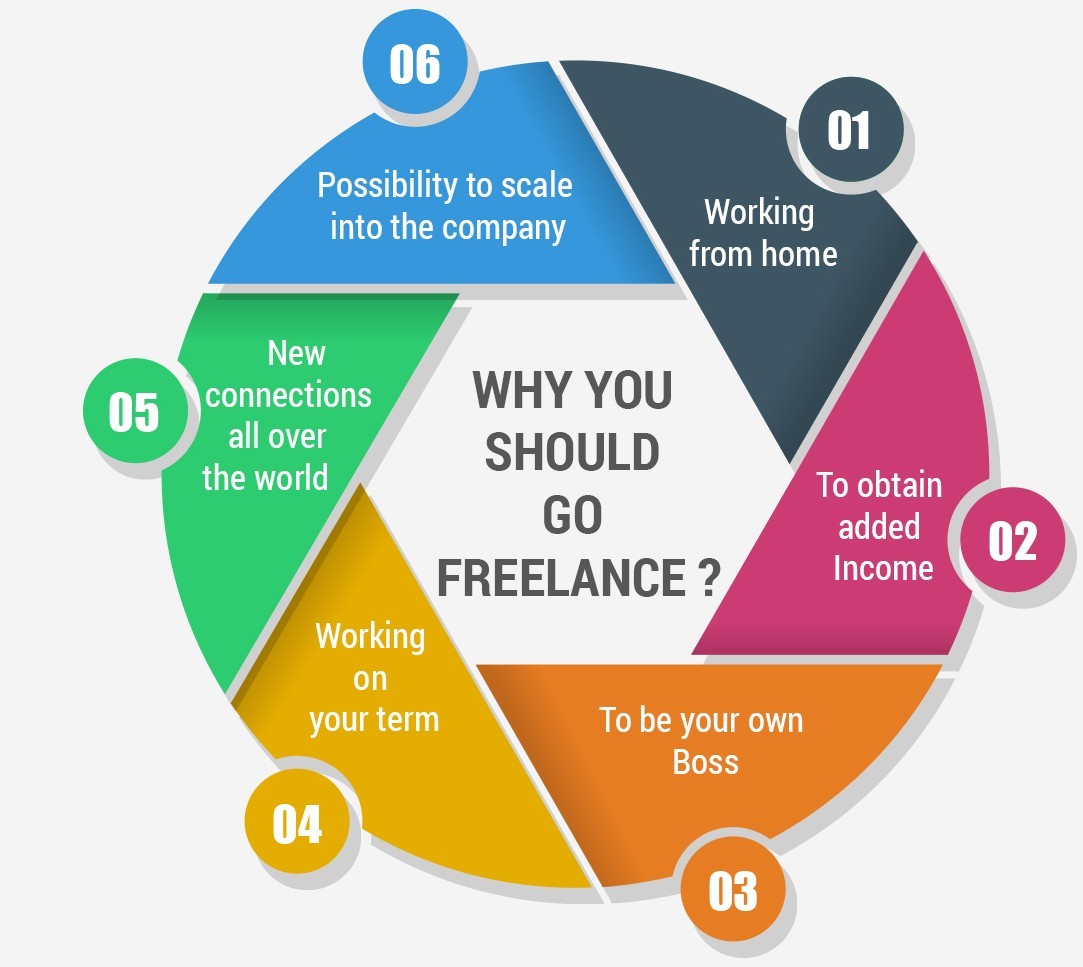 WHY YOU
SHOULD
GO
FREELANCE ?
01
Working
from home
02
To obtain
added
Income
03
To be your own
Boss
04
Working
on
your term
05
New
connections
all over
the world
06
Possibility to scale
into the company